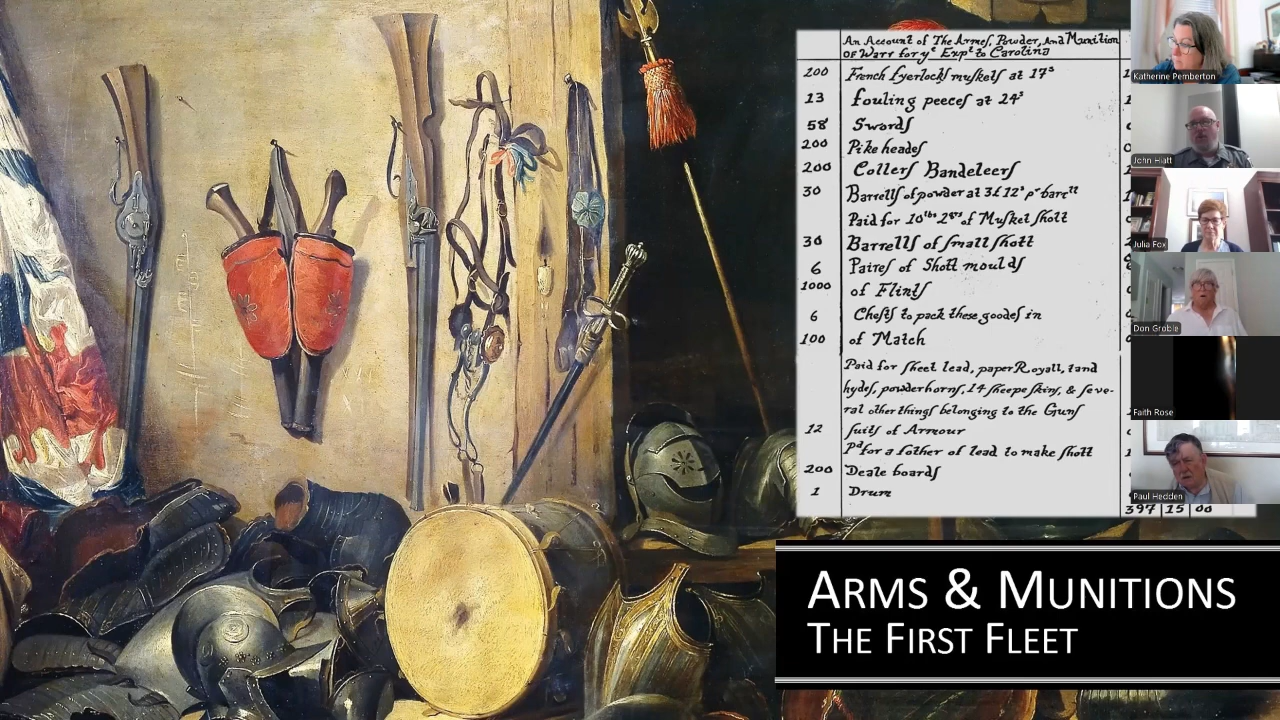 An Account of The Armes, Powder, and Munition
of Warr for yᵉ Expᵗ to Carolina
200 French fyerlocks muskets at 17ˢ
13 fouling peeces at 24ˢ
58 Swords
200 Pike heades
200 Collers Bandeleers
30 Barrells of powder at 3£ 12ˢ pʳ barᵉˡˡ
Paid for 10ᵗʰˢ 2ᵍʳˢ of Musket shott
30 Barrells of small shott
6 Paires of Shott moulds
1000 of Flints
6 Chests to pack these goodes in
100 of Match
Paid for sheet lead, paper Royall, tand
hydes, powderhorns, 14 sheepe skins, & seve-
ral other things belonging to the Guns
12 suits of Armour
Pᵈ for a fother of lead to make shott
200 Deale boards
1 Drum
397 15 00
ARMS & MUNITIONS
THE FIRST FLEET
Katherine Pemberton
John Hiatt
Julia Fox
Don Groble
Faith Rose
Paul Hedden